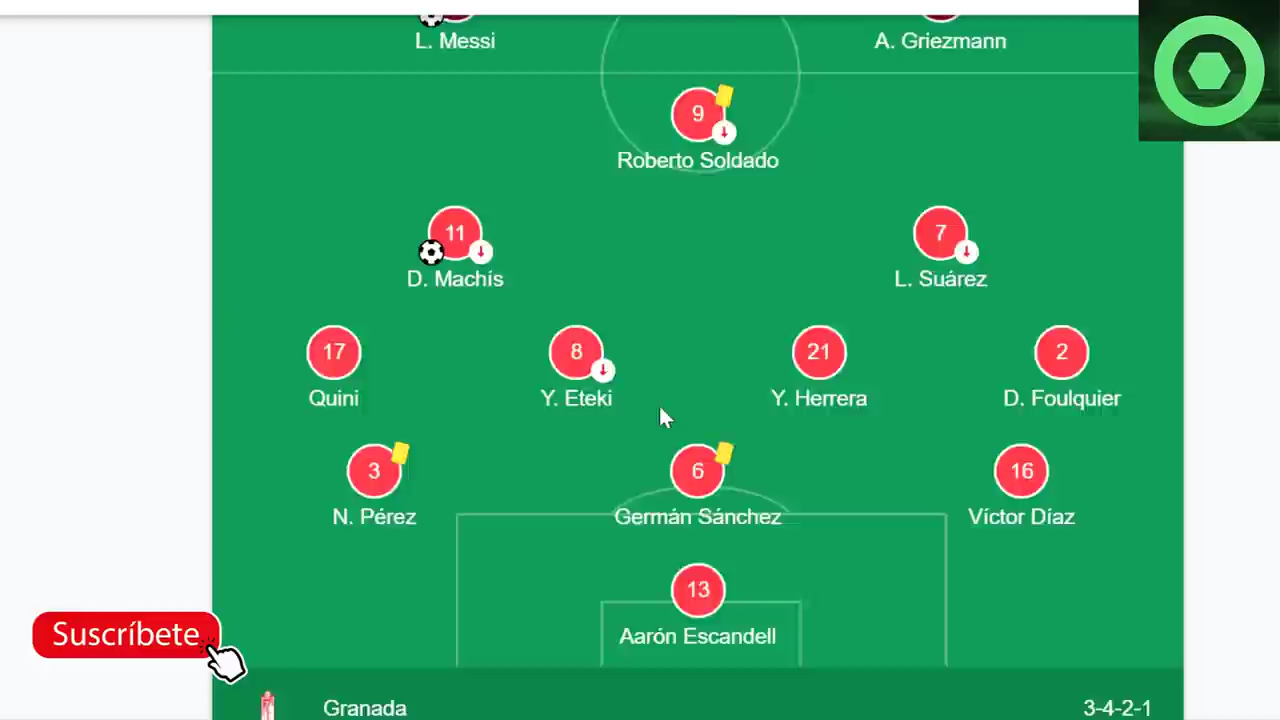 L. Messi A. Griezmann
9
Roberto Soldado
11 7
D. Machís L. Suárez
17 8 21 2
Quini Y. Eteki Y. Herrera D. Foulquier
3 6 16
N. Pérez Germán Sánchez Víctor Díaz
13
Aarón Escandell
Suscríbete
Granada 3-4-2-1